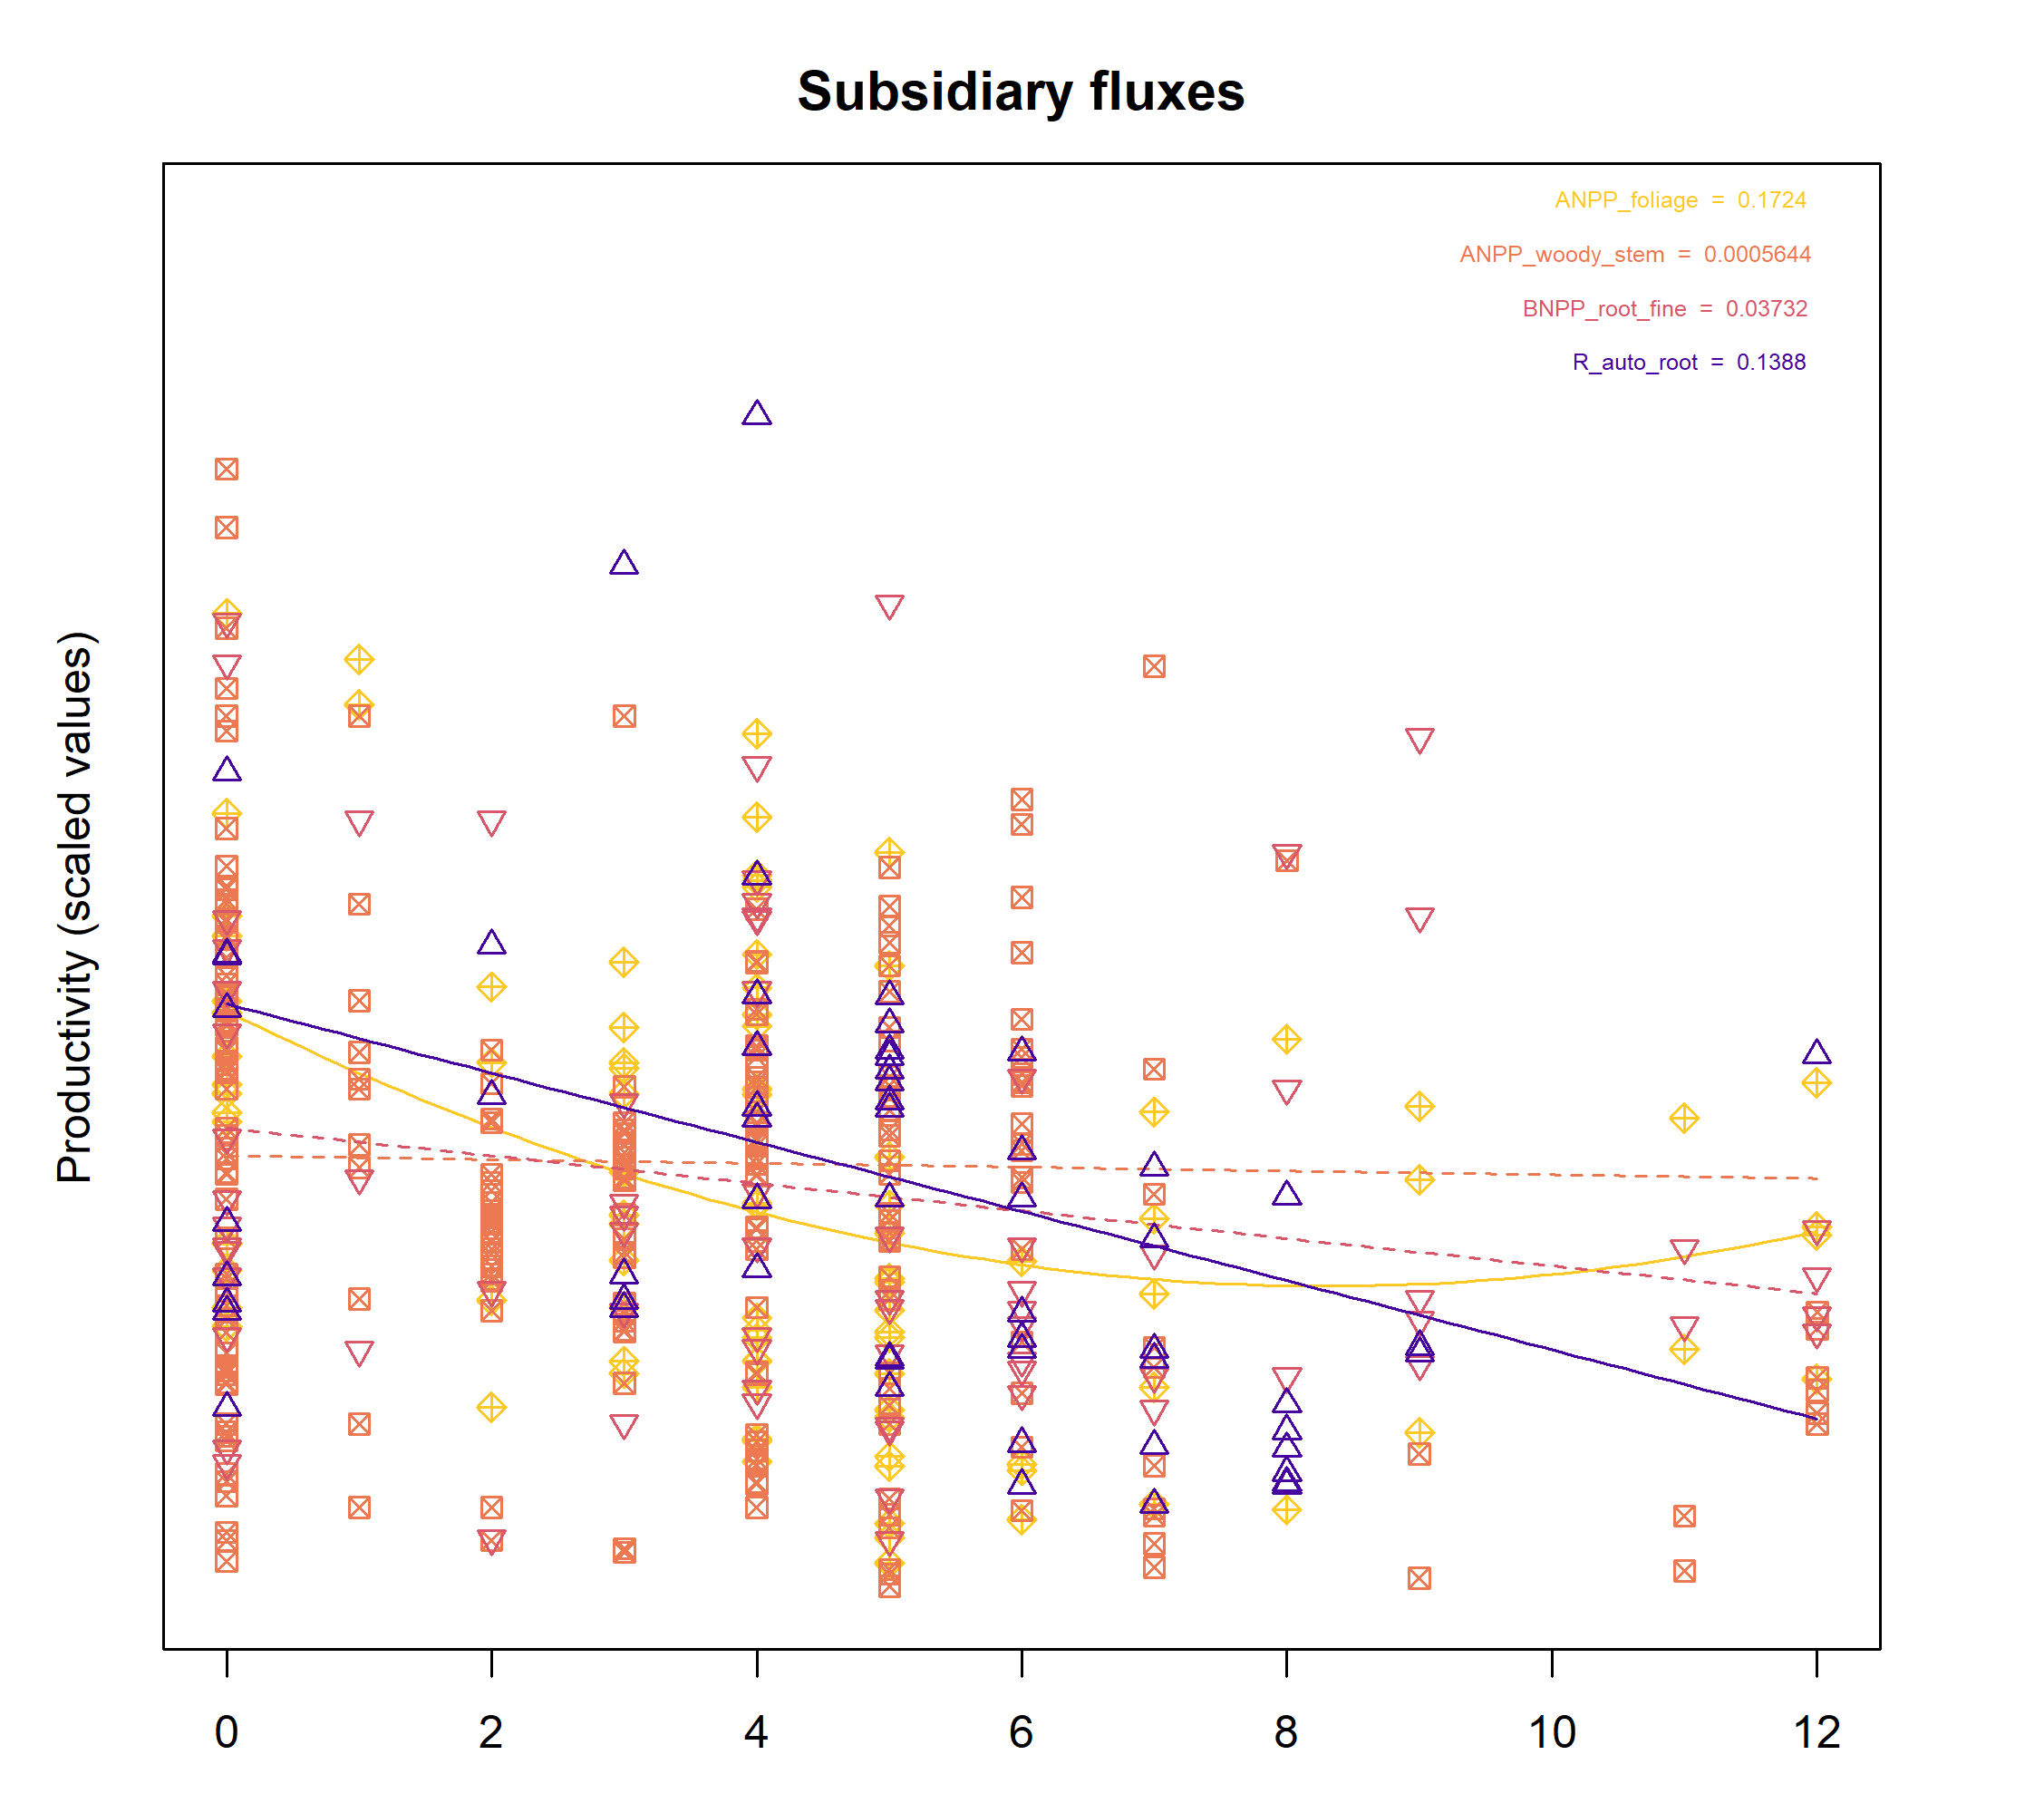 Subsidiary fluxes
ANPP_foliage = 0.1724
ANPP_woody_stem = 0.0005644
BNPP_root_fine = 0.03732
R_auto_root = 0.1388
Productivity (scaled values)
0 2 4 6 8 10 12